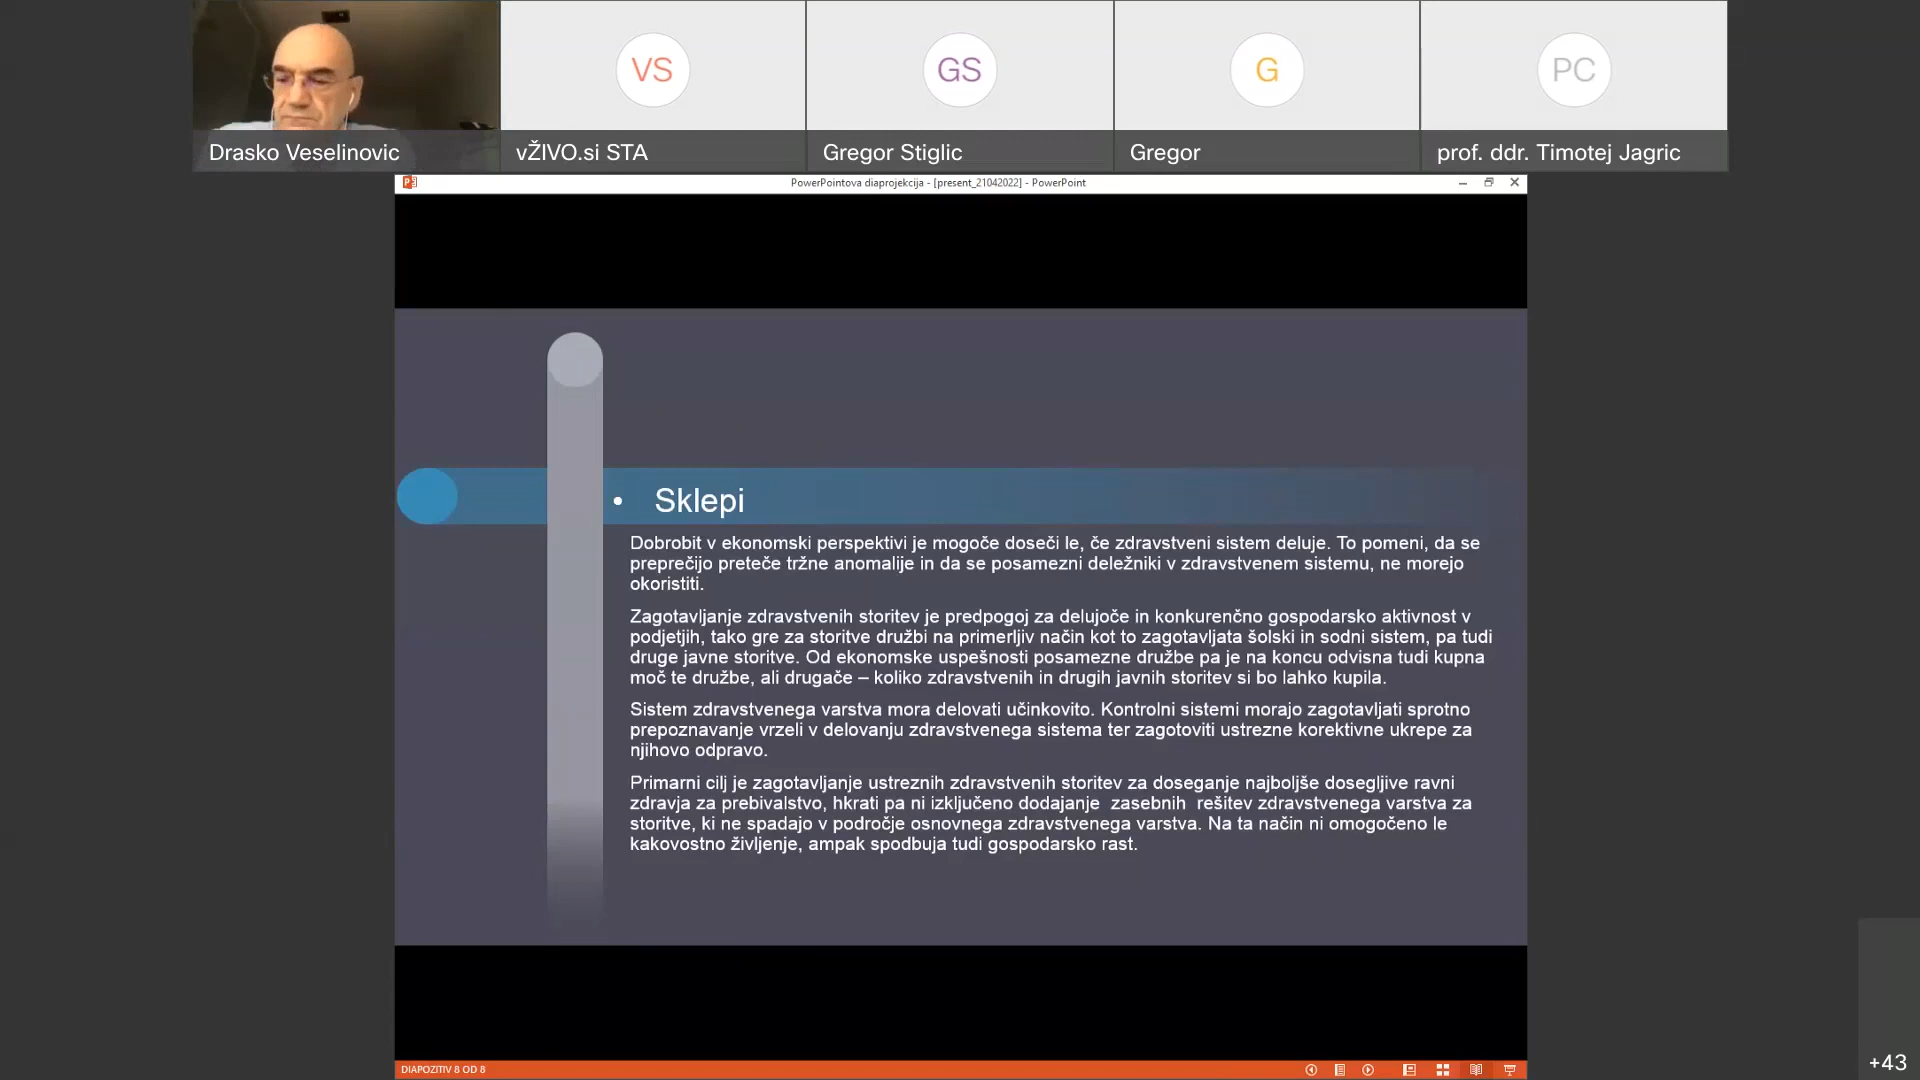 VS
GS
G
PC
Drasko Veselinovic
vŽIVO.si STA
Gregor Stiglic
Gregor
prof. ddr. Timotej Jagric
PowerPointova diaprojekcija - [present_21042022] - PowerPoint
• Sklepi
Dobrobit v ekonomski perspektivi je mogoče doseči le, če zdravstveni sistem deluje. To pomeni, da se
preprečijo preteče tržne anomalije in da se posamezni deležniki v zdravstvenem sistemu, ne morejo
okoristiti.
Zagotavljanje zdravstvenih storitev je predpogoj za delujoče in konkurenčno gospodarsko aktivnost v
podjetjih, tako gre za storitve družbi na primerljiv način kot to zagotavljata šolski in sodni sistem, pa tudi
druge javne storitve. Od ekonomske uspešnosti posamezne družbe pa je na koncu odvisna tudi kupna
moč te družbe, ali drugače – koliko zdravstvenih in drugih javnih storitev si bo lahko kupila.
Sistem zdravstvenega varstva mora delovati učinkovito. Kontrolni sistemi morajo zagotavljati sprotno
prepoznavanje vrzeli v delovanju zdravstvenega sistema ter zagotoviti ustrezne korektivne ukrepe za
njihovo odpravo.
Primarni cilj je zagotavljanje ustreznih zdravstvenih storitev za doseganje najboljše dosegljive ravni
zdravja za prebivalstvo, hkrati pa ni izključeno dodajanje zasebnih rešitev zdravstvenega varstva za
storitve, ki ne spadajo v področje osnovnega zdravstvenega varstva. Na ta način ni omogočeno le
kakovostno življenje, ampak spodbuja tudi gospodarsko rast.
DIAPOZITIV 8 OD 8
+43